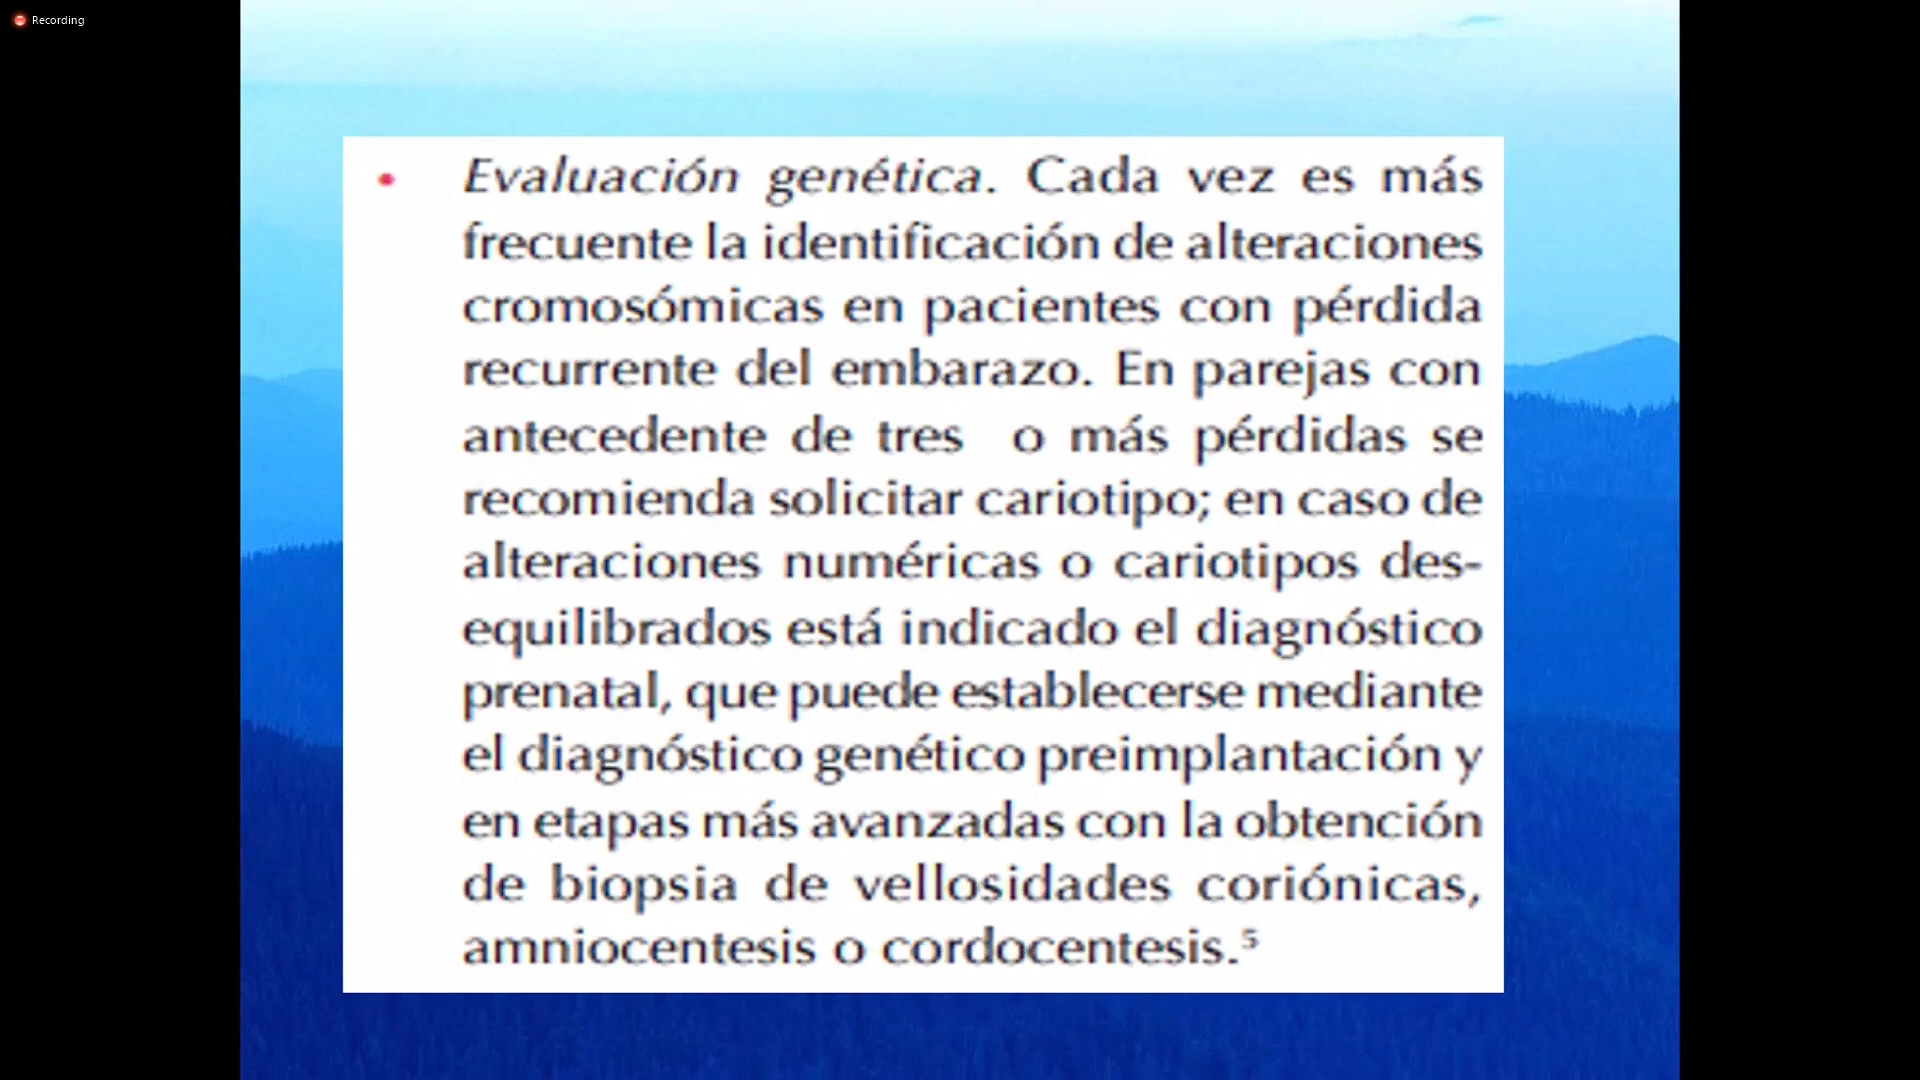 Recording
• Evaluación genética. Cada vez es más
frecuente la identificación de alteraciones
cromosómicas en pacientes con pérdida
recurrente del embarazo. En parejas con
antecedente de tres o más pérdidas se
recomienda solicitar cariotipo; en caso de
alteraciones numéricas o cariotipos des-
equilibrados está indicado el diagnóstico
prenatal, que puede establecerse mediante
el diagnóstico genético preimplantación y
en etapas más avanzadas con la obtención
de biopsia de vellosidades coriónicas,
amniocentesis o cordocentesis.⁵